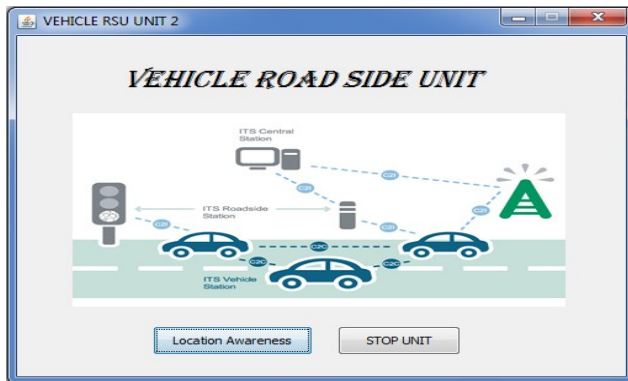 VEHICLE RSU UNIT 2
VEHICLE ROAD SIDE UNIT
ITS Central
Station
C2I
C2I
ITS Roadside
Station
C2I
C2I
C2I
C2C
C2C
C2C
ITS Vehicle
Station
Location Awareness
STOP UNIT